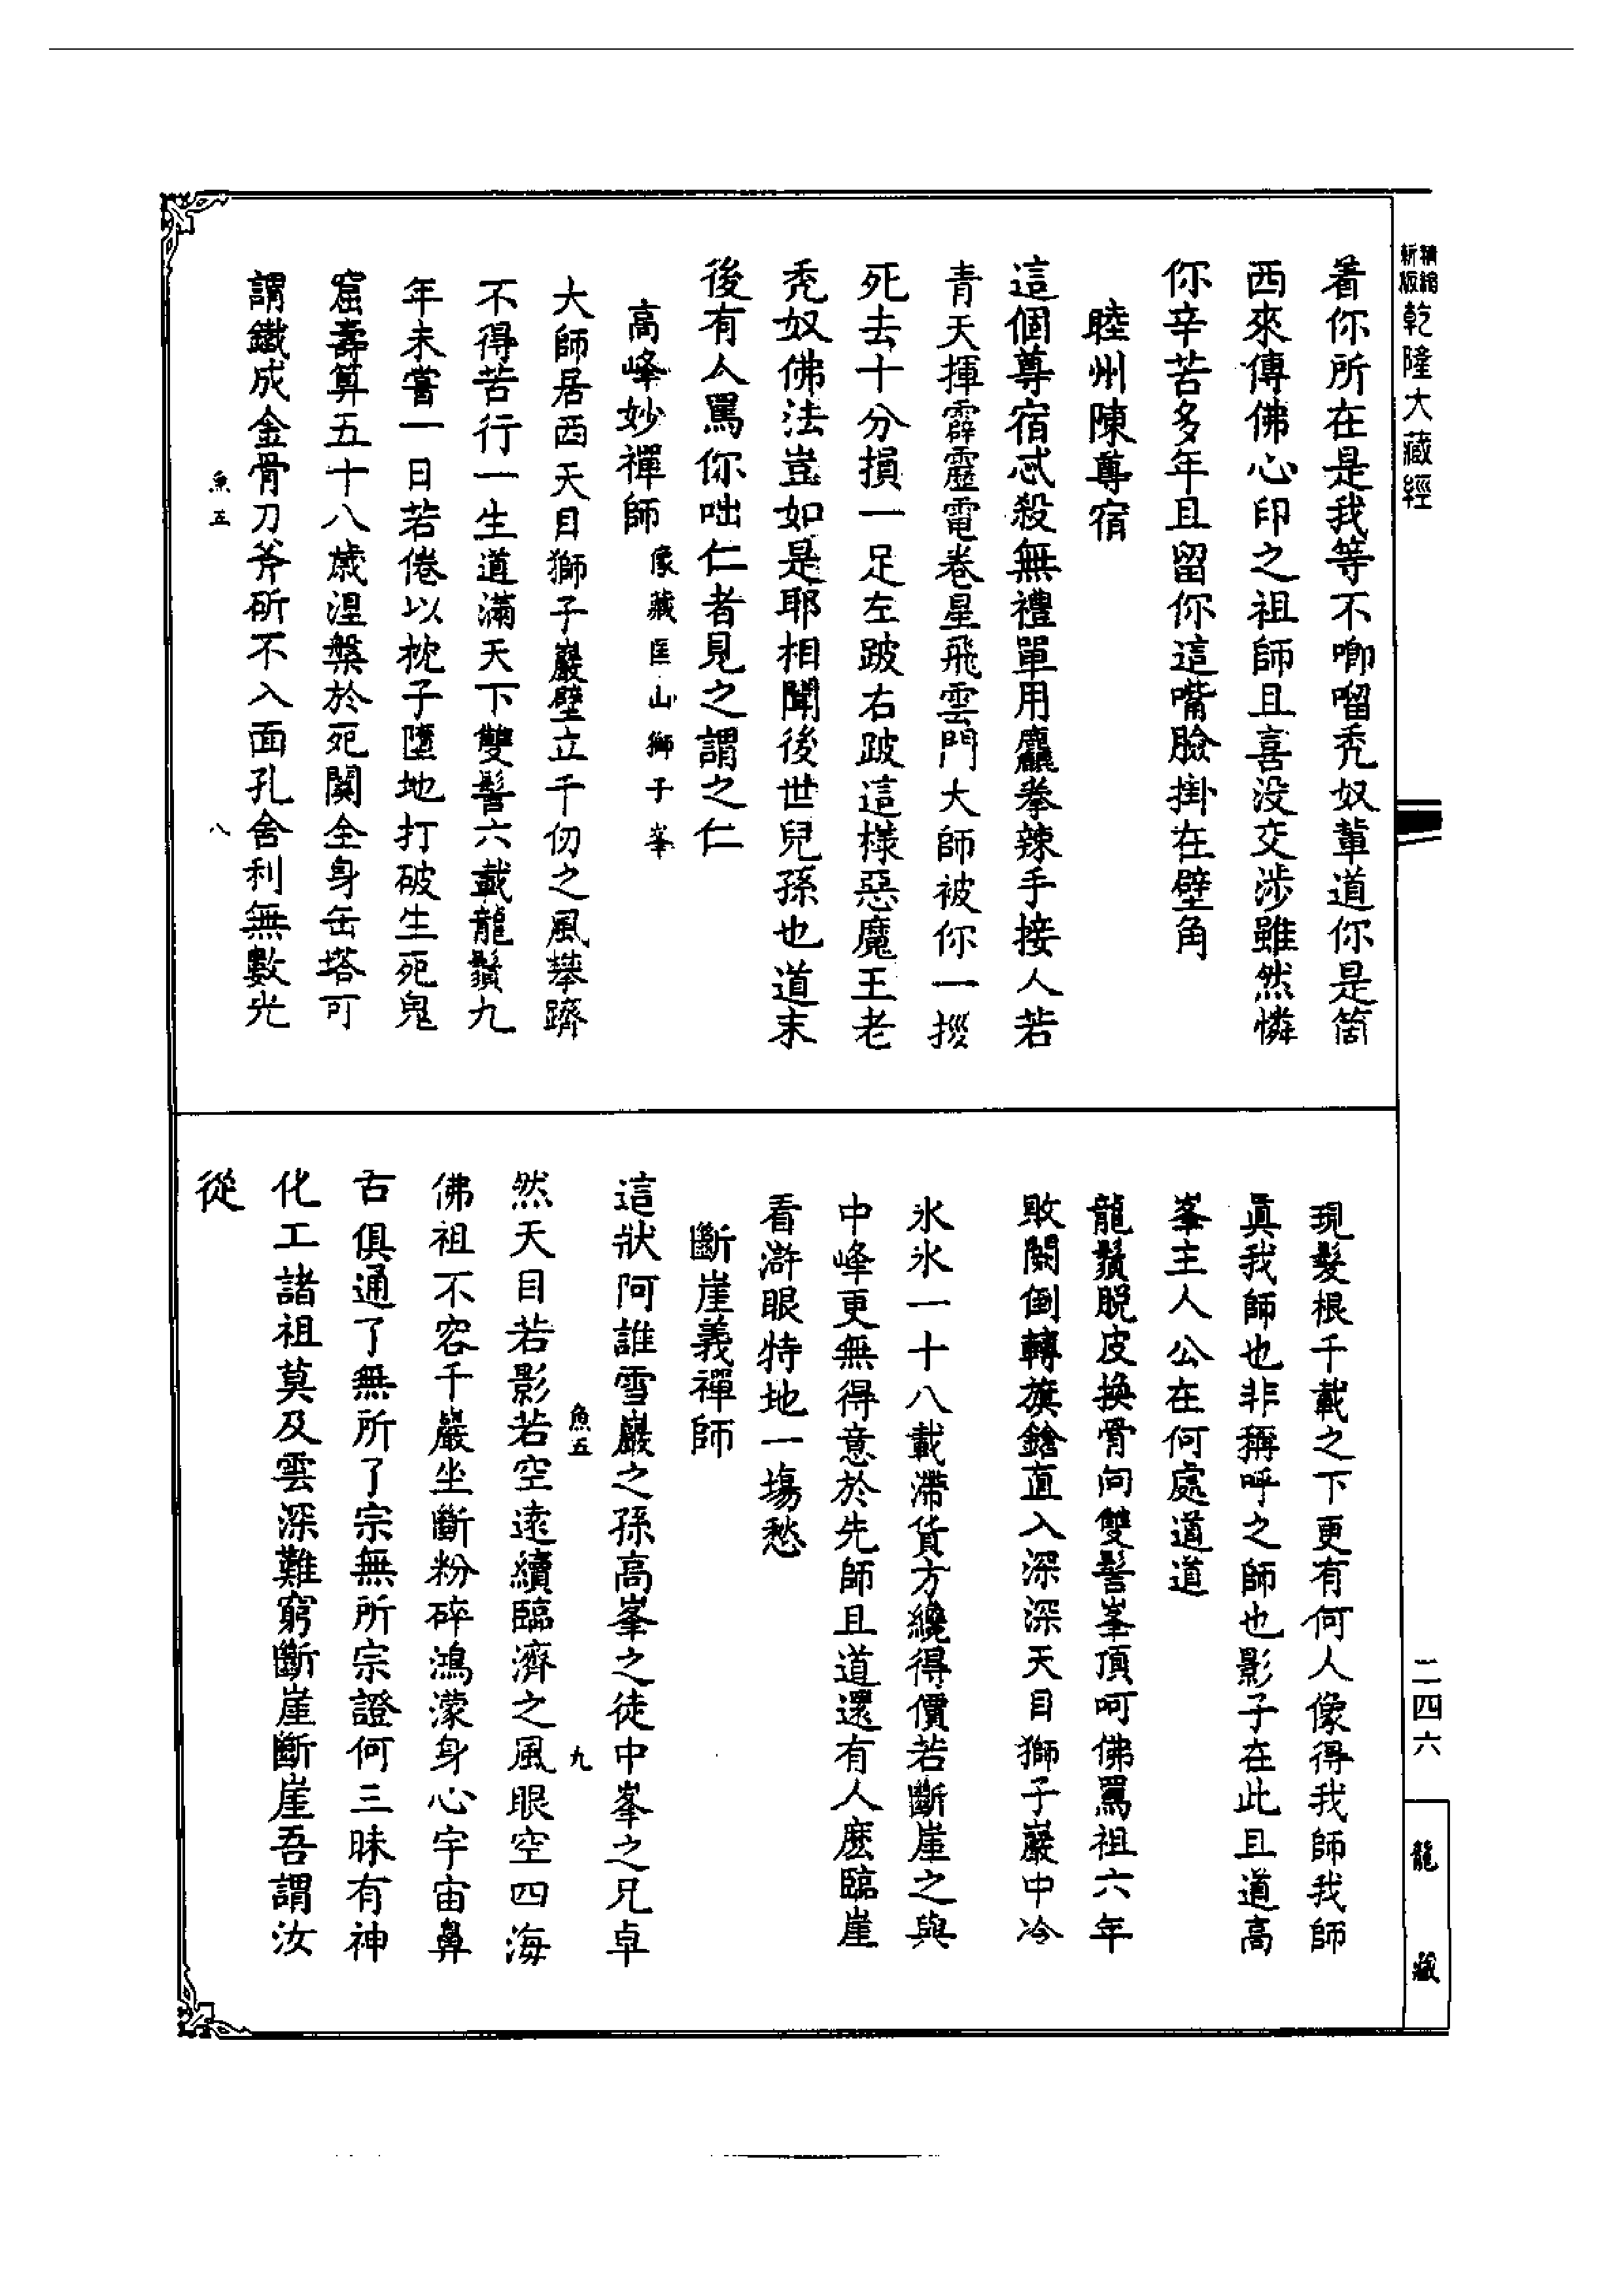 精縮
新版
乾隆大藏經
著你所在是我等不唧𠺕秃奴輩道你是箇
西來傳佛心印之祖師且喜没交涉雖然憐
你辛苦多年且留你這嘴臉掛在壁角
睦州陳尊宿
這個尊宿忒殺無禮單用麤拳辣手接人若
青天揮霹靂電卷星飛雲門大師被你一拶
死去十分損一足左跛右跛這樣惡魔王老
秃奴佛法豈如是耶相聞後世兒孫也道末
後有人罵你咄仁者見之謂之仁
高峰妙禪師 像藏匡山獅子峯
大師居西天目獅子巖壁立千仞之風攀躋
不得苦行一生道滿天下雙髻六載龍鬚九
年未嘗一日若倦以枕子墮地打破生死鬼
窟壽算五十八歲涅槃於死關全身缶塔可
謂鐵成金骨刀斧斫不入面孔舍利無數光
魚五 八
現髮根千載之下更有何人像得我師我師
眞我師也非稱呼之師也影子在此且道高
峯主人公在何處道道
龍鬚脫皮換骨向雙髻峯頂呵佛罵祖六年
敗闕倒轉旗鎗直入深深天目獅子巖中冷
氷氷一十八載滯貨方纔得價若斷崖之與
中峰更無得意於先師且道還有人麽臨崖
看滸眼特地一場愁
斷崖義禪師
這狀阿誰雪巖之孫高峯之徒中峯之兄卓
魚五 九
然天目若影若空遠續臨濟之風眼空四海
佛祖不容千巖坐斷粉碎鴻濛身心宇宙鼻
古俱通了無所了宗無所宗證何三昧有神
化工諸祖莫及雲深難窮斷崖斷崖吾謂汝
從
二四六
龍藏